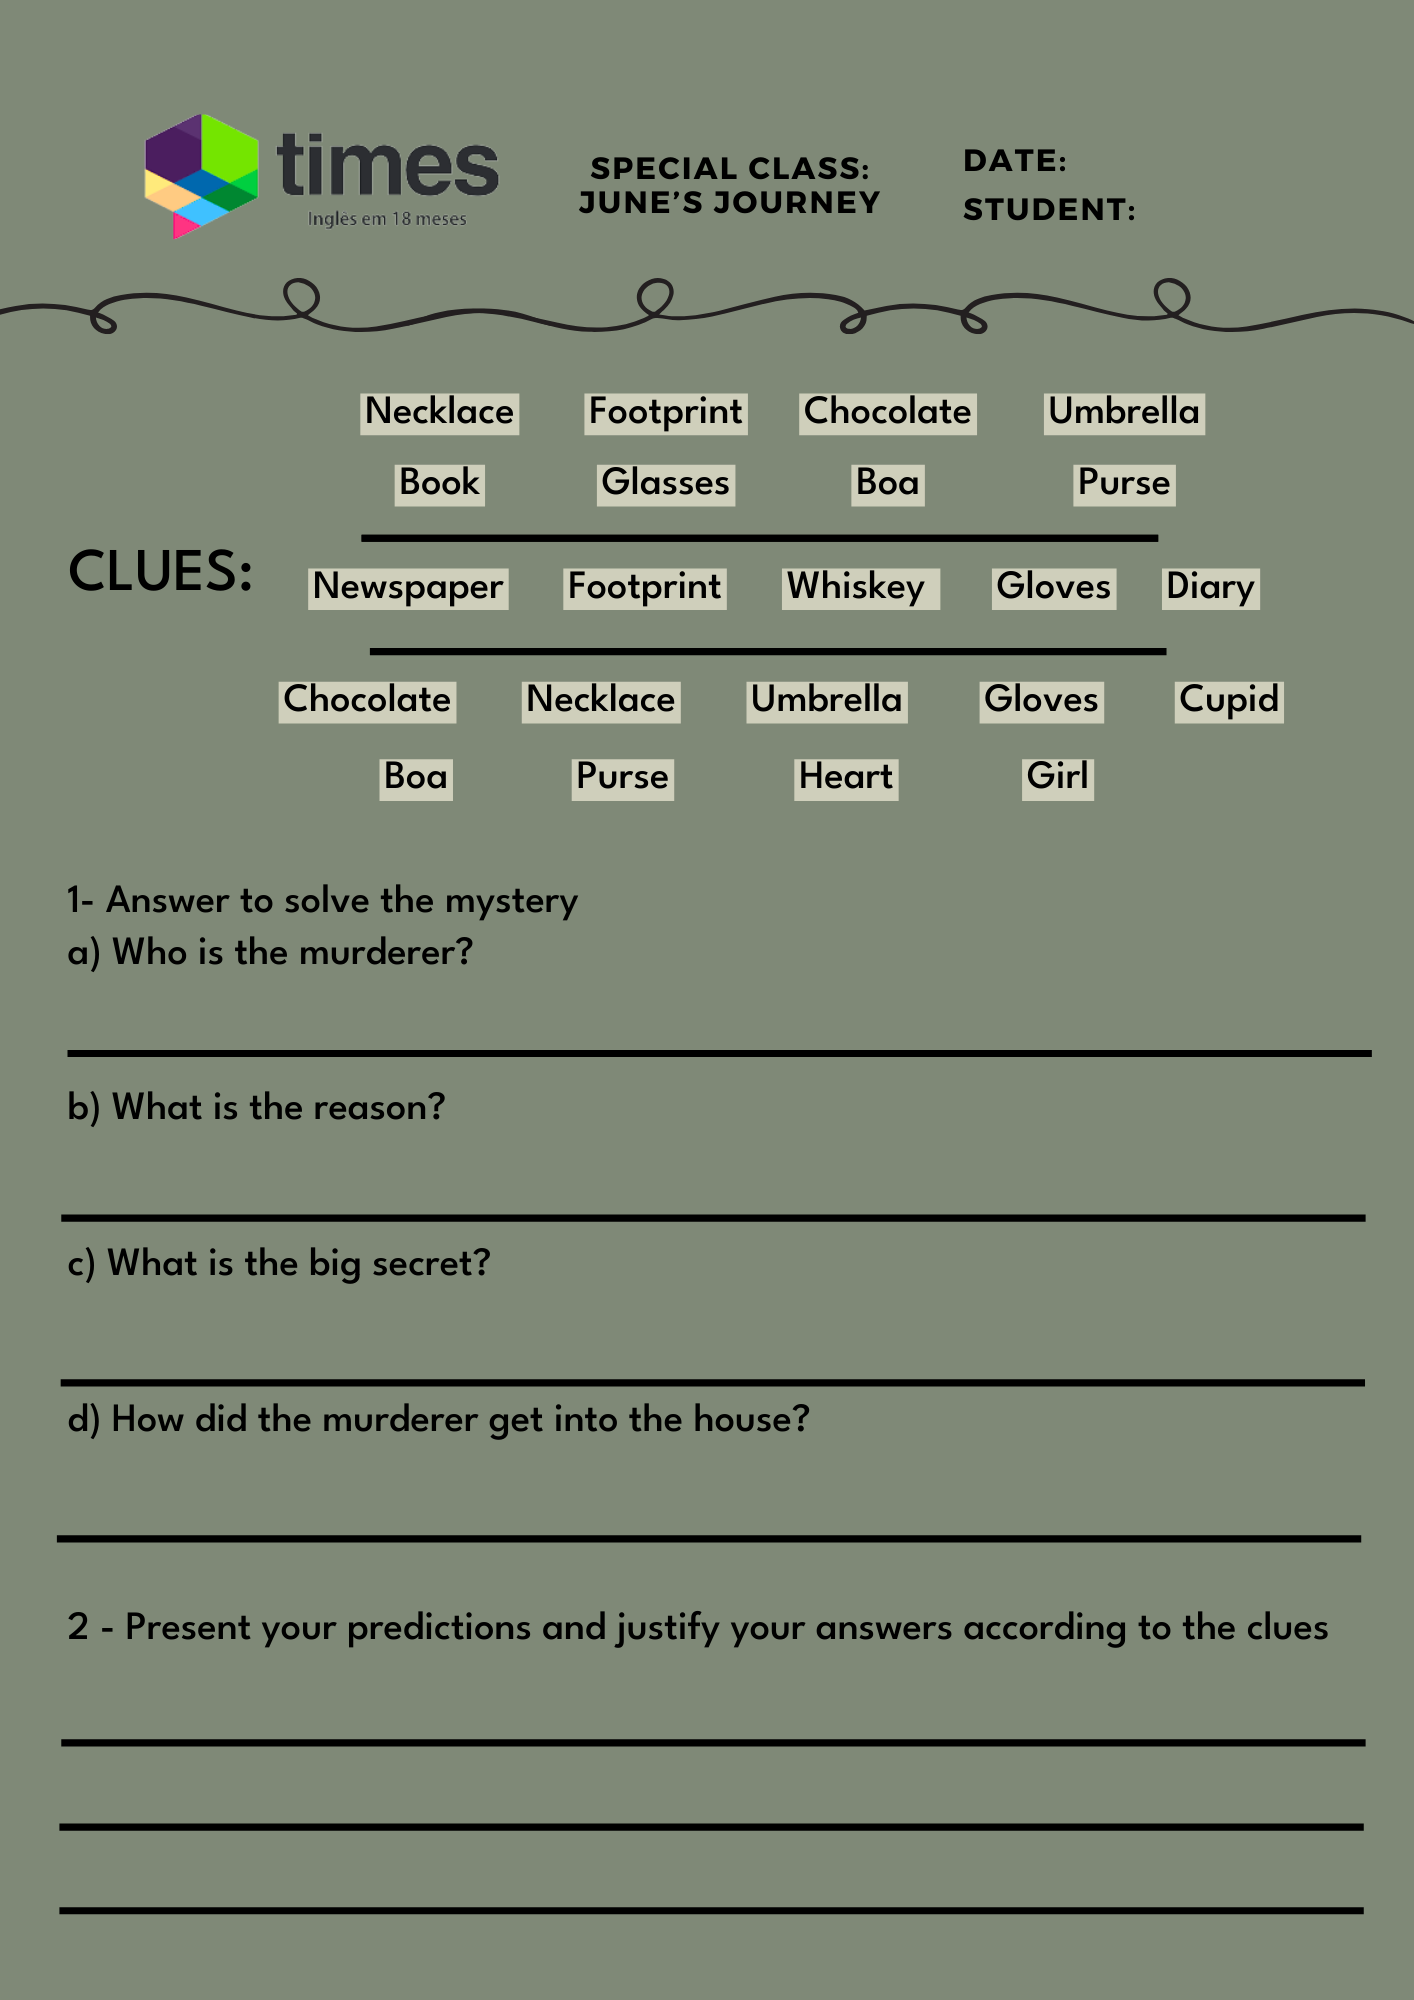 times
Inglês em 18 meses
SPECIAL CLASS:
JUNE'S JOURNEY
DATE:
STUDENT:
Necklace Footprint Chocolate Umbrella
Book Glasses Boa Purse
CLUES:
Newspaper Footprint Whiskey Gloves Diary
Chocolate Necklace Umbrella Gloves Cupid
Boa Purse Heart Girl
1- Answer to solve the mystery
a) Who is the murderer?
b) What is the reason?
c) What is the big secret?
d) How did the murderer get into the house?
2 - Present your predictions and justify your answers according to the clues